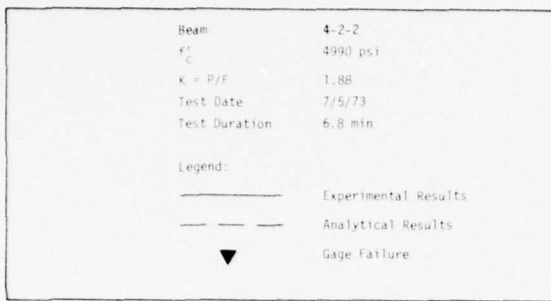 Beam 4-2-2
f'c 4990 psi
κ = P/F 1.88
Test Date 7/5/73
Test Duration 6.8 min
Legend:
Experimental Results
Analytical Results
Gage Failure